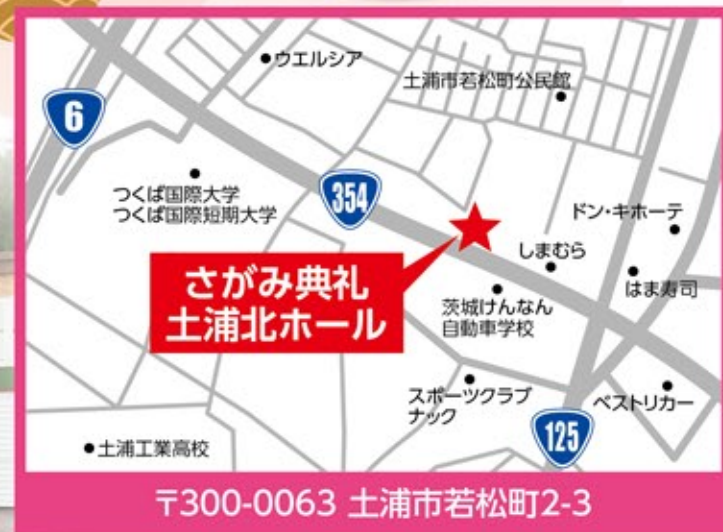 ウエルシア
土浦市若松町公民館
6
つくば国際大学
つくば国際短期大学
354
ドン・キホーテ
しまむら
はま寿司
さがみ典礼
土浦北ホール
茨城けんなん
自動車学校
スポーツクラブ
ナック
ベストリカー
125
土浦工業高校
〒300-0063 土浦市若松町2-3